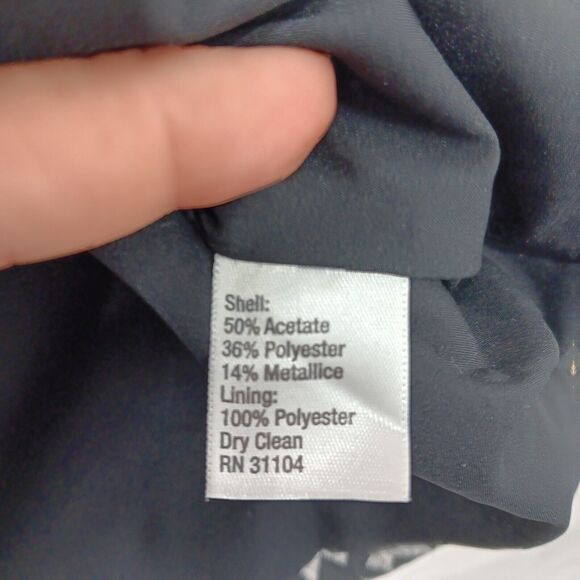 Shell:
50% Acetate
36% Polyester
14% Metallice
Lining:
100% Polyester
Dry Clean
RN 31104